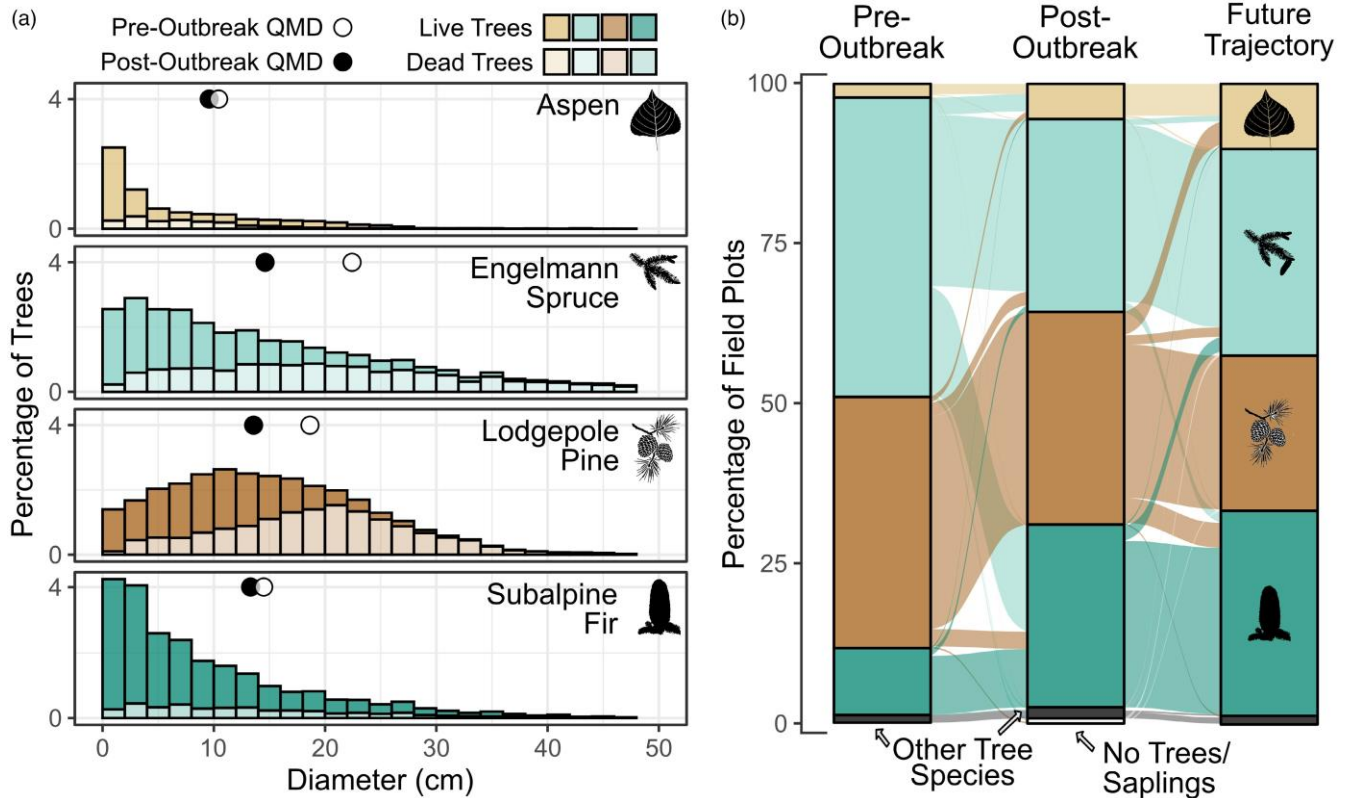 (a)
Pre-Outbreak QMD
Post-Outbreak QMD
Live Trees
Dead Trees
Percentage of Trees
4
0
Aspen
4
0
Engelmann
Spruce
4
0
Lodgepole
Pine
4
0
Subalpine
Fir
0 10 20 30 40 50
Diameter (cm)
(b)
Pre-
Outbreak
Post-
Outbreak
Future
Trajectory
Percentage of Field Plots
100
75
50
25
0
Other Tree
Species
No Trees/
Saplings